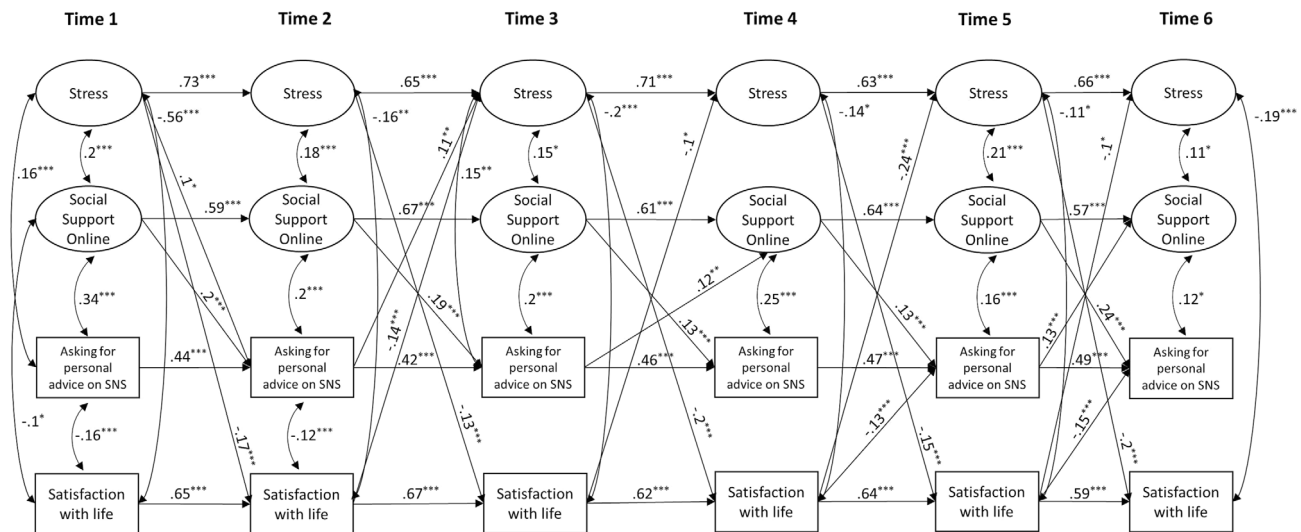 Time 1 Time 2 Time 3 Time 4 Time 5 Time 6
Stress .73*** Stress .65*** Stress .71*** Stress .63*** Stress .66*** Stress
-.56*** -.16** -.2*** -.14* -.11* -.19***
.16*** .2*** .1* .18*** .11** .15** .15* -.1* -.24*** .21*** -.1* .11*
Social
Support
Online
.59***
Social
Support
Online
.67***
Social
Support
Online
.61***
Social
Support
Online
.64***
Social
Support
Online
.57***
Social
Support
Online
.34*** .2*** .2*** .19*** .2*** .12** .13*** .25*** .13*** .16*** .13*** .24*** .12*
-.14***
Asking for
personal
advice on SNS
.44***
Asking for
personal
advice on SNS
.42***
Asking for
personal
advice on SNS
.46***
Asking for
personal
advice on SNS
.47***
Asking for
personal
advice on SNS
.49***
Asking for
personal
advice on SNS
-.1* -.16*** -.17*** -.12*** -.13*** -.2*** -.13*** -.15*** -.15*** -.2***
Satisfaction
with life
.65***
Satisfaction
with life
.67***
Satisfaction
with life
.62***
Satisfaction
with life
.64***
Satisfaction
with life
.59***
Satisfaction
with life